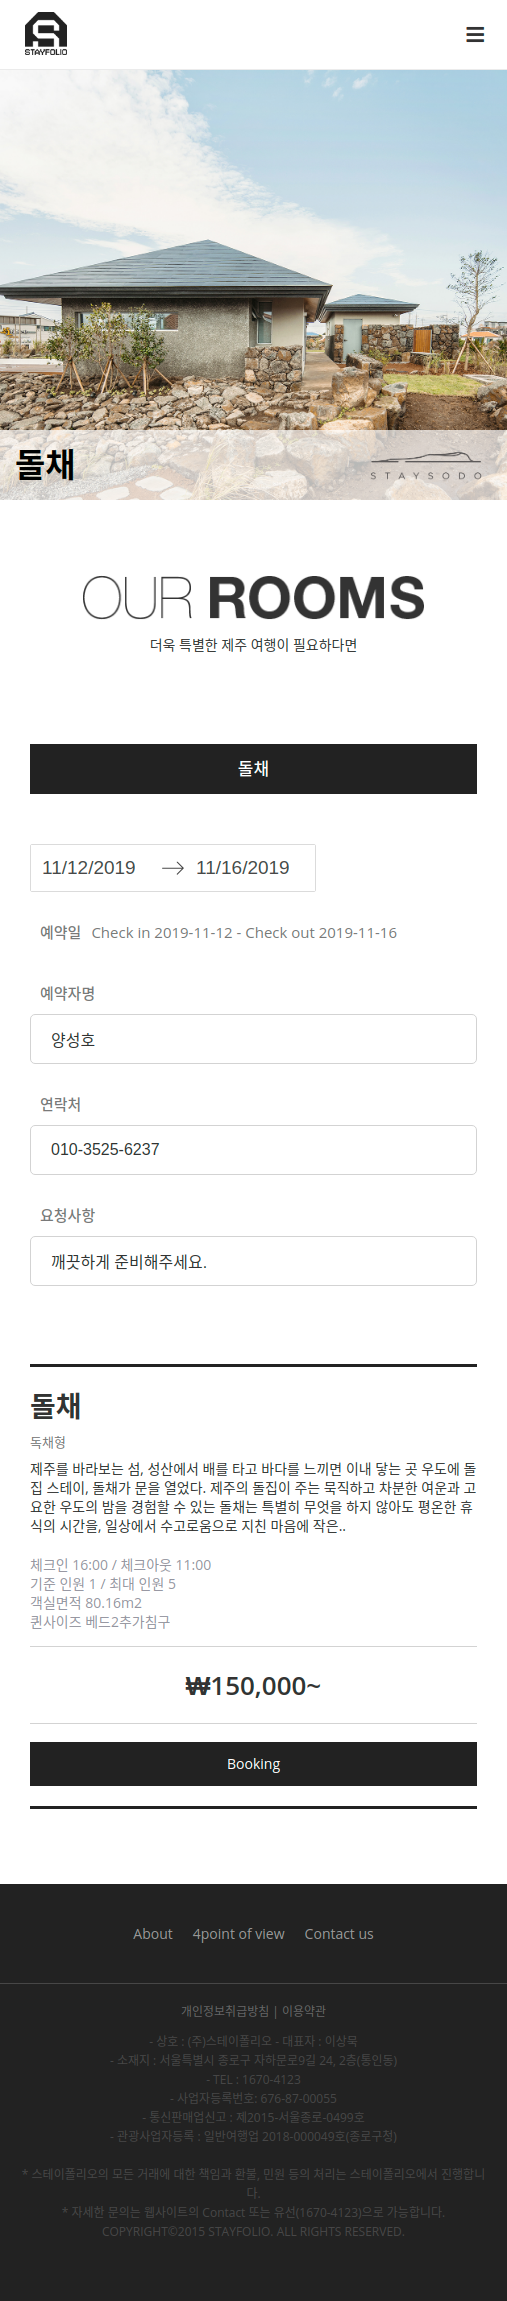 STAYFOLIO
돌채
STAYSODO
OUR ROOMS
더욱 특별한 제주 여행이 필요하다면
돌채
11/12/2019 → 11/16/2019
예약일 Check in 2019-11-12 - Check out 2019-11-16
예약자명
양성호
연락처
010-3525-6237
요청사항
깨끗하게 준비해주세요.
돌채
독채형
제주를 바라보는 섬, 성산에서 배를 타고 바다를 느끼면 이내 닿는 곳 우도에 돌
집 스테이, 돌채가 문을 열었다. 제주의 돌집이 주는 묵직하고 차분한 여운과 고
요한 우도의 밤을 경험할 수 있는 돌채는 특별히 무엇을 하지 않아도 평온한 휴
식의 시간을, 일상에서 수고로움으로 지친 마음에 작은..
체크인 16:00 / 체크아웃 11:00
기준 인원 1 / 최대 인원 5
객실면적 80.16m2
퀸사이즈 베드2추가침구
₩150,000~
Booking
About 4point of view Contact us
개인정보취급방침 | 이용약관
- 상호 : (주)스테이폴리오 - 대표자 : 이상묵
- 소재지 : 서울특별시 종로구 자하문로9길 24, 2층(통인동)
- TEL : 1670-4123
- 사업자등록번호: 676-87-00055
- 통신판매업신고 : 제2015-서울종로-0499호
- 관광사업자등록 : 일반여행업 2018-000049호(종로구청)
* 스테이폴리오의 모든 거래에 대한 책임과 환불, 민원 등의 처리는 스테이폴리오에서 진행합니
다.
* 자세한 문의는 웹사이트의 Contact 또는 유선(1670-4123)으로 가능합니다.
COPYRIGHT©2015 STAYFOLIO. ALL RIGHTS RESERVED.